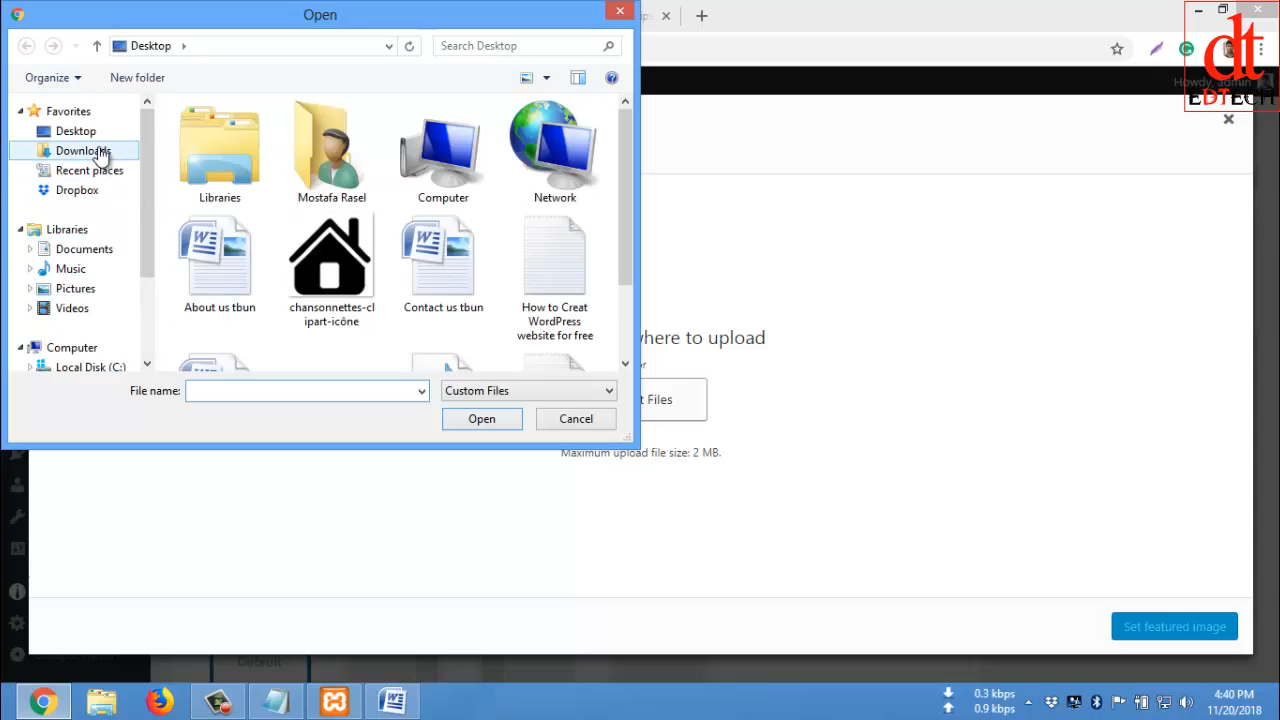 Open
Desktop
Search Desktop
Organize
New folder
Favorites
Desktop
Downloads
Recent places
Dropbox
Libraries
Documents
Music
Pictures
Videos
Computer
Local Disk (C:)
Libraries
Mostafa Rasel
Computer
Network
About us tbun
chansonnettes-cl
ipart-icône
Contact us tbun
How to Creat
WordPress
website for free
File name:
Custom Files
Open
Cancel
dt
EDTECH
Howdy, admin
here to upload
or
t Files
Maximum upload file size: 2 MB.
Set featured image
Default
0.3 kbps
0.9 kbps
4:40 PM
11/20/2018